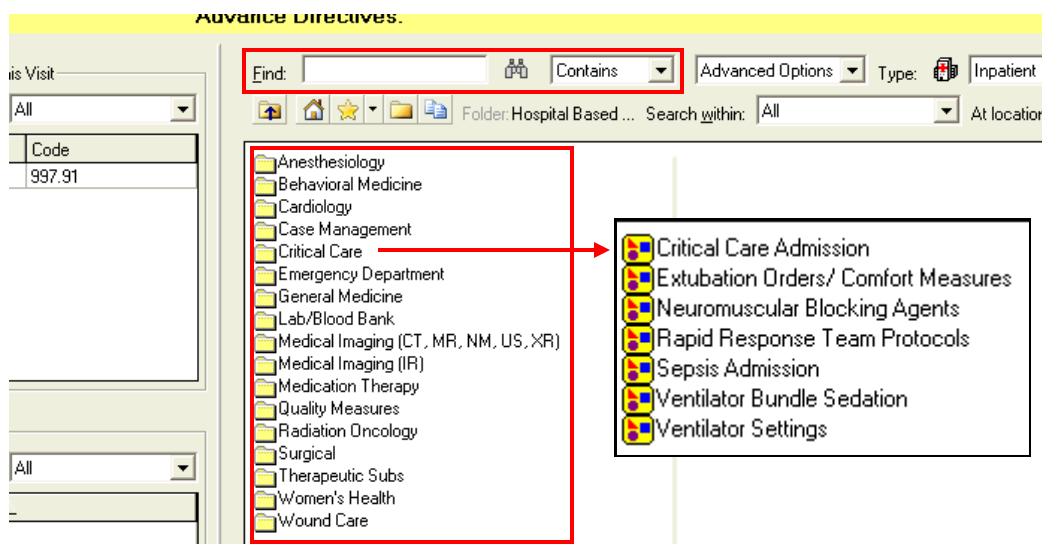 Advance Directives:
his Visit
Find:
Contains
Advanced Options
Type:
Inpatient
All
Folder: Hospital Based ...
Search within:
All
At location
Code
997.91
Anesthesiology
Behavioral Medicine
Cardiology
Case Management
Critical Care
Emergency Department
General Medicine
Lab/Blood Bank
Medical Imaging (CT, MR, NM, US, XR)
Medical Imaging (IR)
Medication Therapy
Quality Measures
Radiation Oncology
Surgical
Therapeutic Subs
Women's Health
Wound Care
Critical Care Admission
Extubation Orders/ Comfort Measures
Neuromuscular Blocking Agents
Rapid Response Team Protocols
Sepsis Admission
Ventilator Bundle Sedation
Ventilator Settings
All